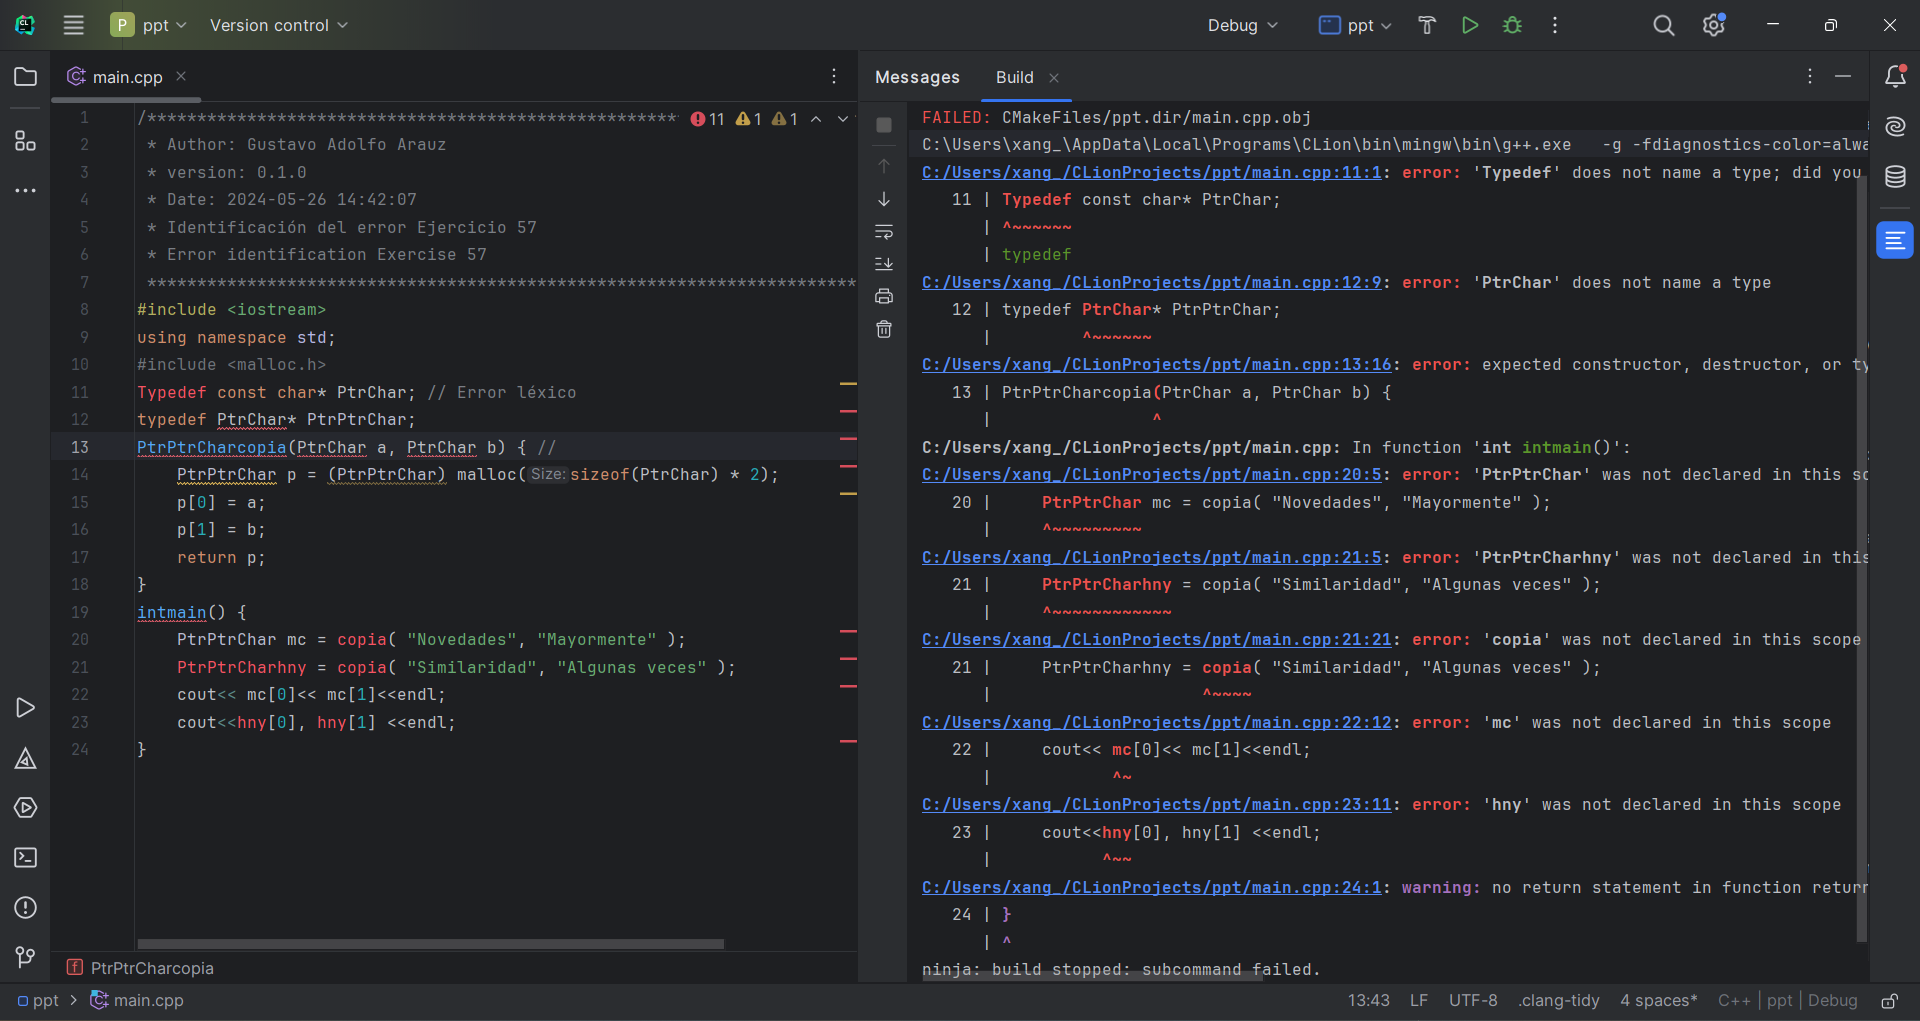 P ppt Version control Debug ppt
main.cpp
1 /***************************************************** 11 1 1
2 * Author: Gustavo Adolfo Arauz
3 * version: 0.1.0
4 * Date: 2024-05-26 14:42:07
5 * Identificación del error Ejercicio 57
6 * Error identification Exercise 57
7 ***********************************************************************
8 #include <iostream>
9 using namespace std;
10 #include <malloc.h>
11 Typedef const char* PtrChar; // Error léxico
12 typedef PtrChar* PtrPtrChar;
13 PtrPtrCharcopia(PtrChar a, PtrChar b) { //
14 PtrPtrChar p = (PtrPtrChar) malloc( Size: sizeof(PtrChar) * 2);
15 p[0] = a;
16 p[1] = b;
17 return p;
18 }
19 intmain() {
20 PtrPtrChar mc = copia( "Novedades", "Mayormente" );
21 PtrPtrCharhny = copia( "Similaridad", "Algunas veces" );
22 cout<< mc[0]<< mc[1]<<endl;
23 cout<<hny[0], hny[1] <<endl;
24 }
f PtrPtrCharcopia
Messages Build
FAILED: CMakeFiles/ppt.dir/main.cpp.obj
C:\Users\xang_\AppData\Local\Programs\CLion\bin\mingw\bin\g++.exe -g -fdiagnostics-color=alwa
C:/Users/xang_/CLionProjects/ppt/main.cpp:11:1: error: 'Typedef' does not name a type; did you
11 | Typedef const char* PtrChar;
| ^~~~~~~
| typedef
C:/Users/xang_/CLionProjects/ppt/main.cpp:12:9: error: 'PtrChar' does not name a type
12 | typedef PtrChar* PtrPtrChar;
| ^~~~~~~
C:/Users/xang_/CLionProjects/ppt/main.cpp:13:16: error: expected constructor, destructor, or ty
13 | PtrPtrCharcopia(PtrChar a, PtrChar b) {
| ^
C:/Users/xang_/CLionProjects/ppt/main.cpp: In function 'int intmain()':
C:/Users/xang_/CLionProjects/ppt/main.cpp:20:5: error: 'PtrPtrChar' was not declared in this sc
20 | PtrPtrChar mc = copia( "Novedades", "Mayormente" );
| ^~~~~~~~~~
C:/Users/xang_/CLionProjects/ppt/main.cpp:21:5: error: 'PtrPtrCharhny' was not declared in this
21 | PtrPtrCharhny = copia( "Similaridad", "Algunas veces" );
| ^~~~~~~~~~~~~
C:/Users/xang_/CLionProjects/ppt/main.cpp:21:21: error: 'copia' was not declared in this scope
21 | PtrPtrCharhny = copia( "Similaridad", "Algunas veces" );
| ^~~~~
C:/Users/xang_/CLionProjects/ppt/main.cpp:22:12: error: 'mc' was not declared in this scope
22 | cout<< mc[0]<< mc[1]<<endl;
| ^~
C:/Users/xang_/CLionProjects/ppt/main.cpp:23:11: error: 'hny' was not declared in this scope
23 | cout<<hny[0], hny[1] <<endl;
| ^~~
C:/Users/xang_/CLionProjects/ppt/main.cpp:24:1: warning: no return statement in function return
24 | }
| ^
ninja: build stopped: subcommand failed.
ppt > main.cpp 13:43 LF UTF-8 .clang-tidy 4 spaces* C++ | ppt | Debug